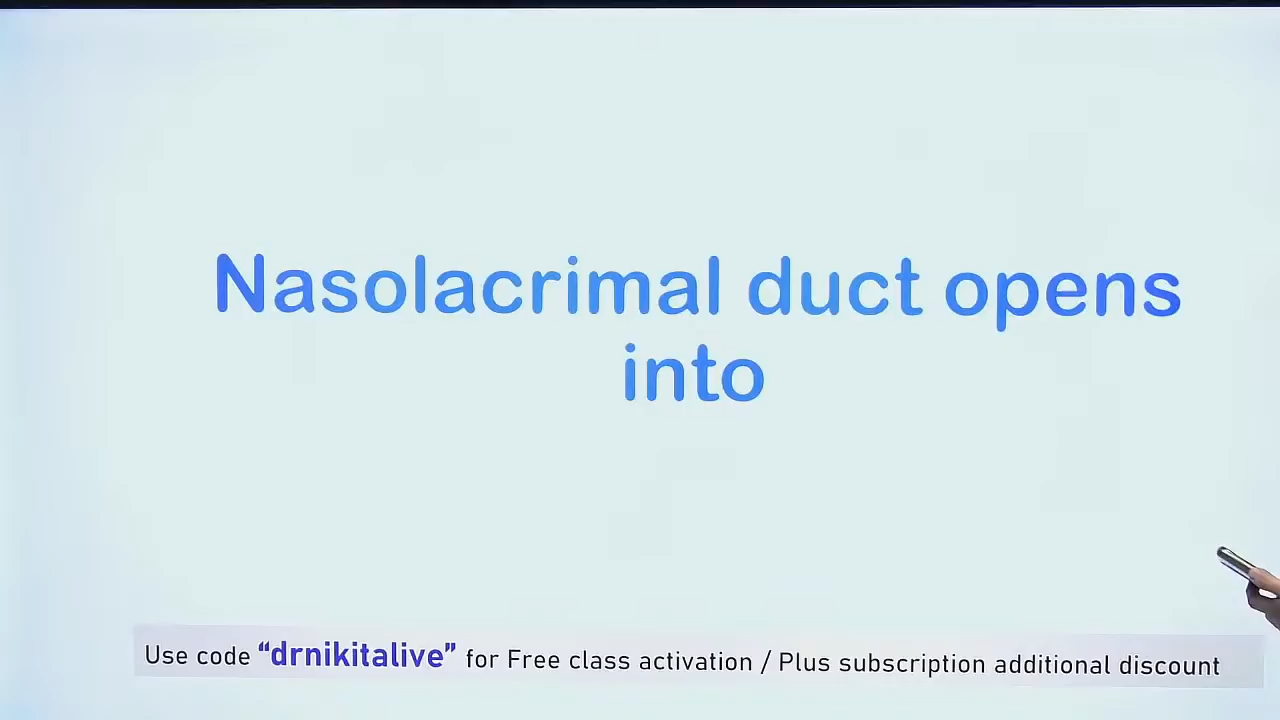 Nasolacrimal duct opens
into
Use code “drnikitalive” for Free class activation / Plus subscription additional discount